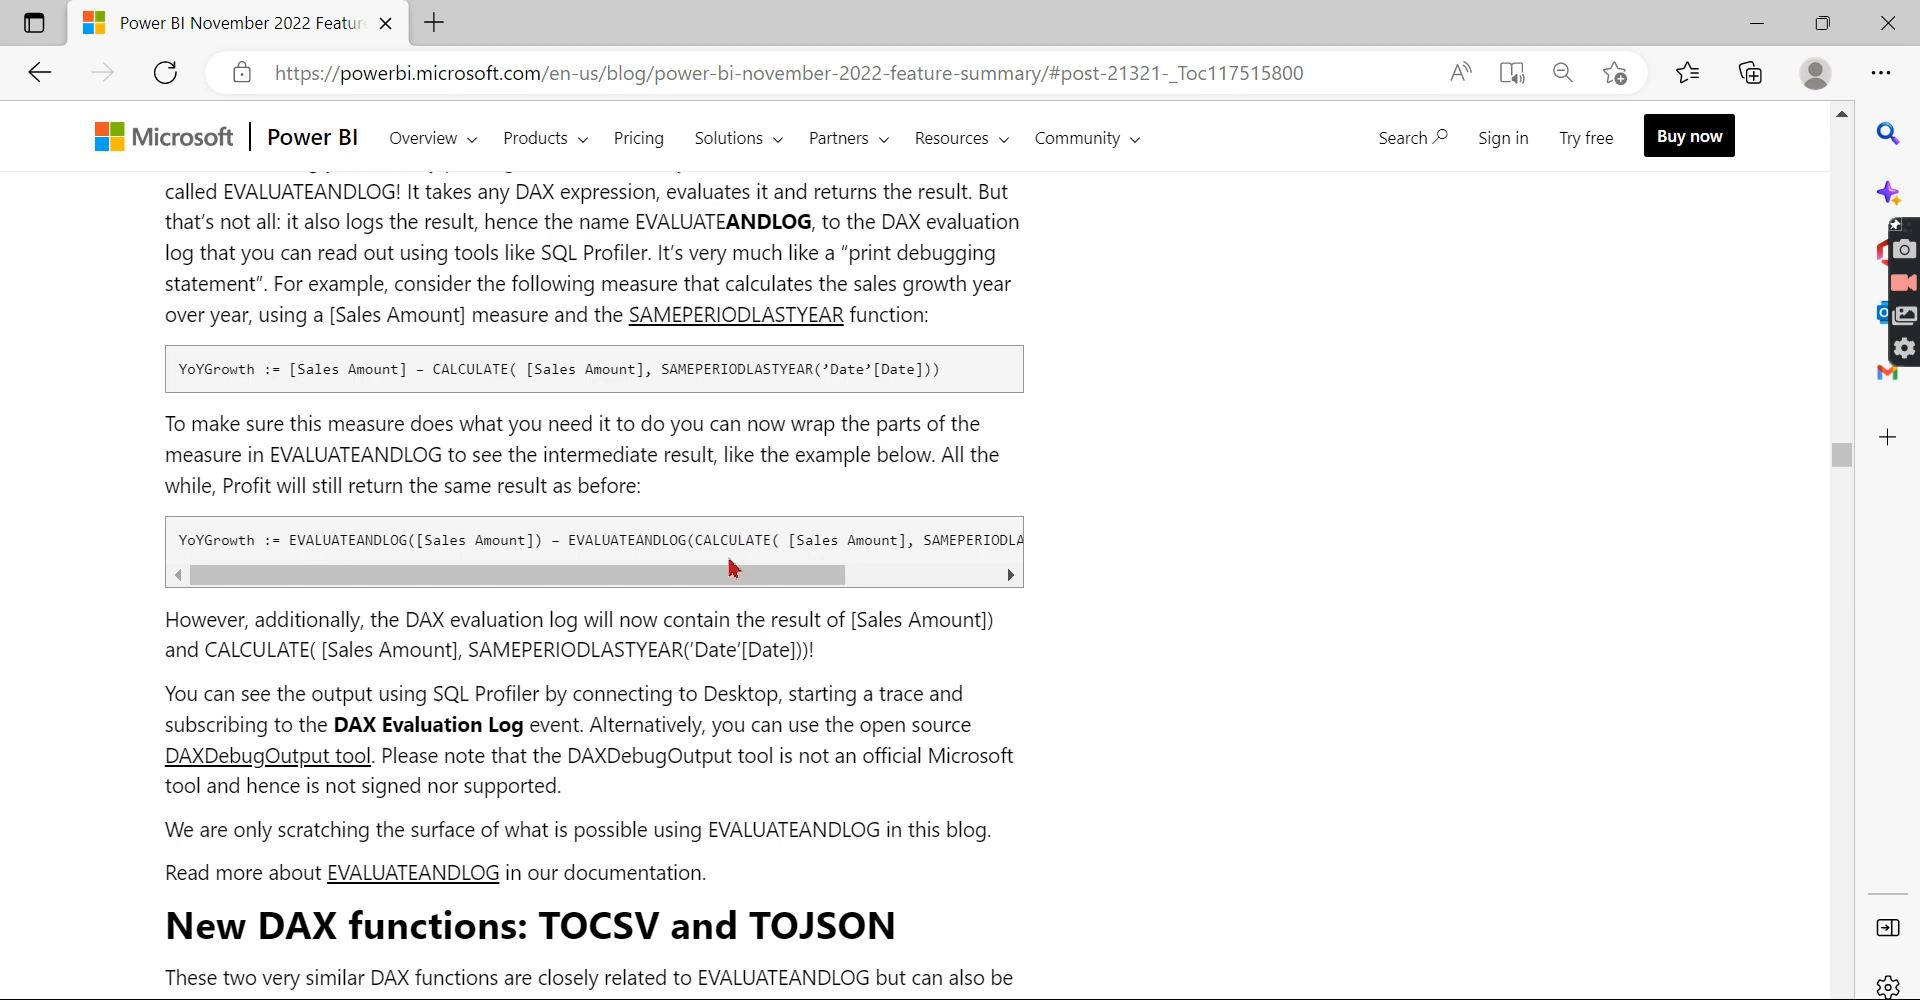 Power BI November 2022 Featur
https://powerbi.microsoft.com/en-us/blog/power-bi-november-2022-feature-summary/#post-21321-_Toc117515800
Microsoft Power BI Overview Products Pricing Solutions Partners Resources Community Search Sign in Try free Buy now
called EVALUATEANDLOG! It takes any DAX expression, evaluates it and returns the result. But
that's not all: it also logs the result, hence the name EVALUATEANDLOG, to the DAX evaluation
log that you can read out using tools like SQL Profiler. It's very much like a “print debugging
statement”. For example, consider the following measure that calculates the sales growth year
over year, using a [Sales Amount] measure and the SAMEPERIODLASTYEAR function:
YoYGrowth := [Sales Amount] – CALCULATE( [Sales Amount], SAMEPERIODLASTYEAR(’Date’[Date]))
To make sure this measure does what you need it to do you can now wrap the parts of the
measure in EVALUATEANDLOG to see the intermediate result, like the example below. All the
while, Profit will still return the same result as before:
YoYGrowth := EVALUATEANDLOG([Sales Amount]) – EVALUATEANDLOG(CALCULATE( [Sales Amount], SAMEPERIODLA
However, additionally, the DAX evaluation log will now contain the result of [Sales Amount])
and CALCULATE( [Sales Amount], SAMEPERIODLASTYEAR(‘Date’[Date]))!
You can see the output using SQL Profiler by connecting to Desktop, starting a trace and
subscribing to the DAX Evaluation Log event. Alternatively, you can use the open source
DAXDebugOutput tool. Please note that the DAXDebugOutput tool is not an official Microsoft
tool and hence is not signed nor supported.
We are only scratching the surface of what is possible using EVALUATEANDLOG in this blog.
Read more about EVALUATEANDLOG in our documentation.
New DAX functions: TOCSV and TOJSON
These two very similar DAX functions are closely related to EVALUATEANDLOG but can also be